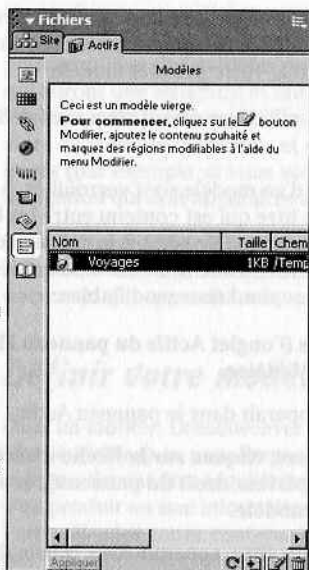 Fichiers
Site Actifs
Modèles
Ceci est un modèle vierge.
Pour commencer, cliquez sur le bouton
Modifier, ajoutez le contenu souhaité et
marquez des régions modifiables à l'aide du
menu Modifier.
Nom Taille Chem
Voyages 1KB /Temp
Appliquer